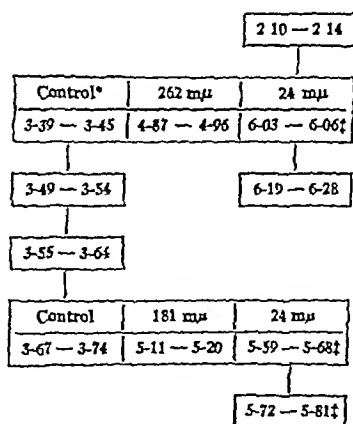 2 10 — 2 14
Control* 262 mμ 24 mμ
3-39 — 3-45 4-87 — 4-96 6-03 — 6-06‡
3-49 — 3-54 6-19 — 6-28
3-55 — 3-64
Control 181 mμ 24 mμ
3-67 — 3-74 5-11 — 5-20 5-59 — 5-68‡
5-72 — 5-81‡